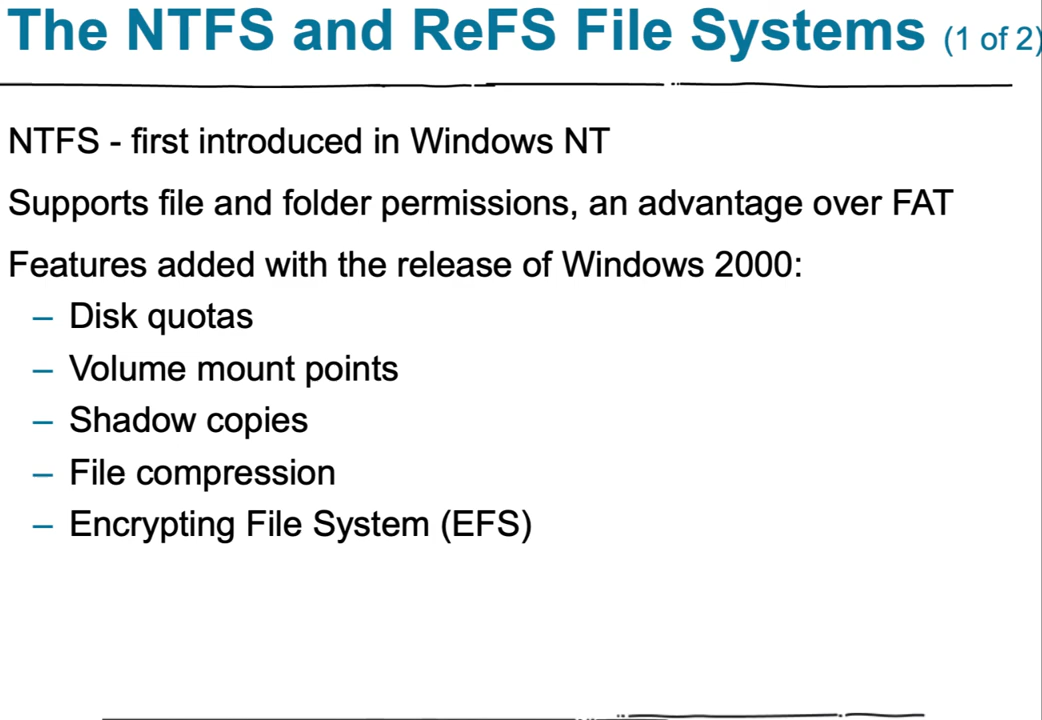 The NTFS and ReFS File Systems (1 of 2)
NTFS - first introduced in Windows NT
Supports file and folder permissions, an advantage over FAT
Features added with the release of Windows 2000:
– Disk quotas
– Volume mount points
– Shadow copies
– File compression
– Encrypting File System (EFS)